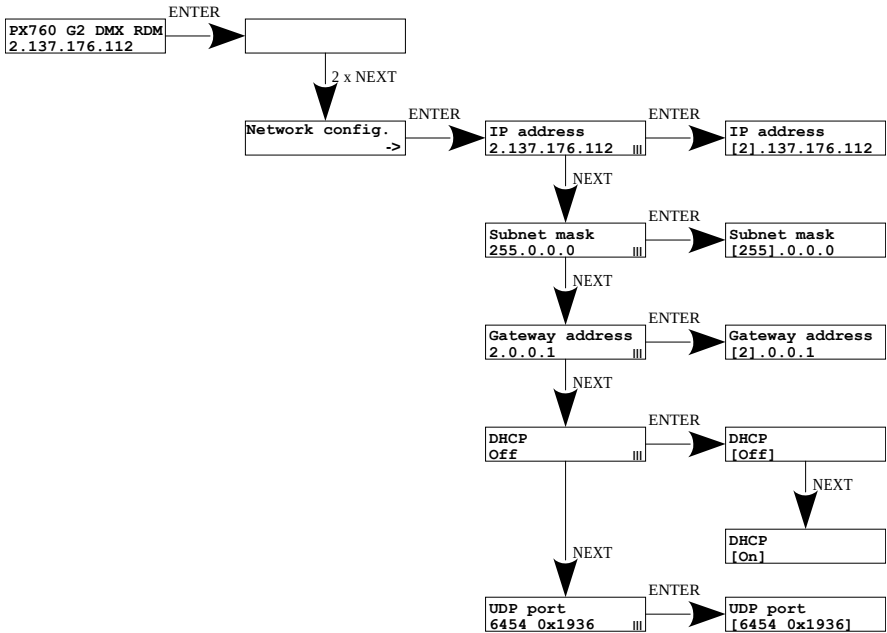 ENTER
PX760 G2 DMX RDM
2.137.176.112
2 x NEXT
Network config.
->
ENTER
IP address
2.137.176.112
ENTER
IP address
[2].137.176.112
NEXT
Subnet mask
255.0.0.0
ENTER
Subnet mask
[255].0.0.0
NEXT
Gateway address
2.0.0.1
ENTER
Gateway address
[2].0.0.1
NEXT
DHCP
Off
ENTER
DHCP
[Off]
NEXT
DHCP
[On]
NEXT
UDP port
6454 0x1936
ENTER
UDP port
[6454 0x1936]